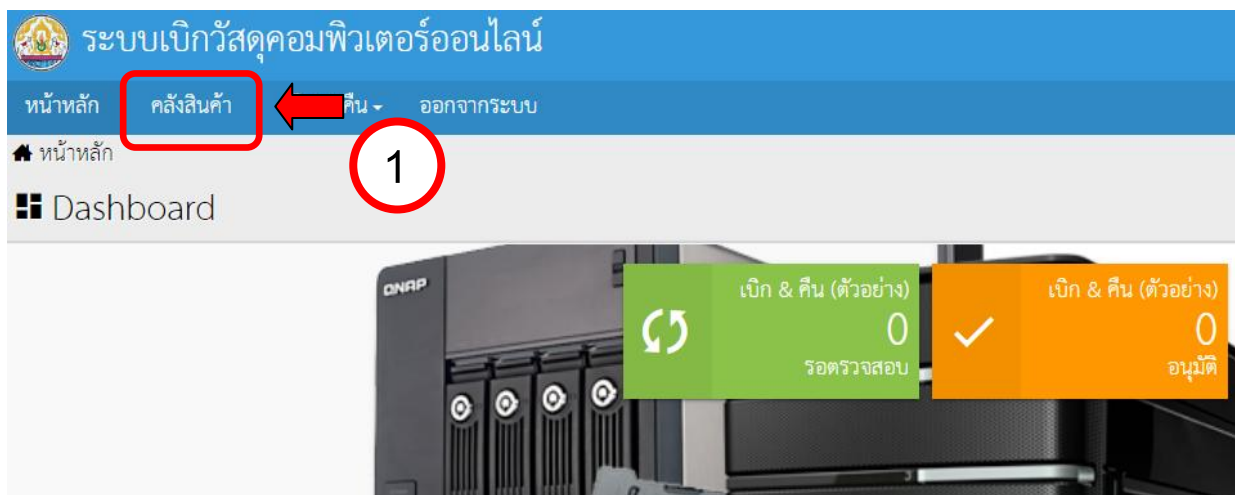 ระบบเบิกวัสดุคอมพิวเตอร์ออนไลน์
หน้าหลัก คลังสินค้า คืน ออกจากระบบ
หน้าหลัก
1
Dashboard
QNAP
เบิก & คืน (ตัวอย่าง)
0
รอตรวจสอบ
เบิก & คืน (ตัวอย่าง)
0
อนุมัติ